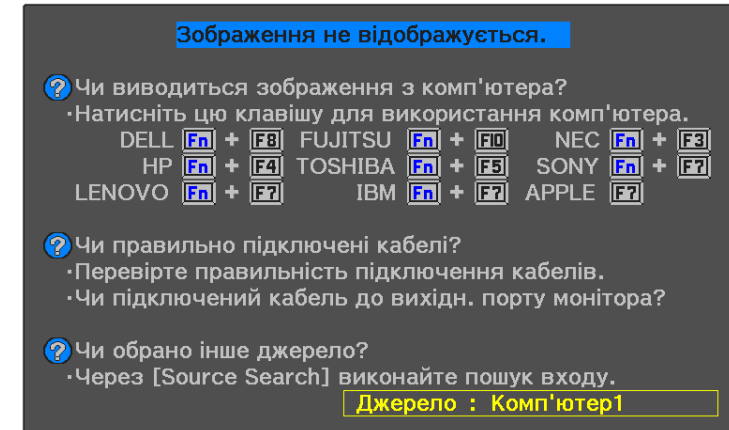 Зображення не відображується.
? Чи виводиться зображення з комп'ютера?
·Натисніть цю клавішу для використання комп'ютера.
DELL Fn + F8 FUJITSU Fn + F10 NEC Fn + F3
HP Fn + F4 TOSHIBA Fn + F5 SONY Fn + F7
LENOVO Fn + F7 IBM Fn + F7 APPLE F7
? Чи правильно підключені кабелі?
·Перевірте правильність підключення кабелів.
·Чи підключений кабель до вихідн. порту монітора?
? Чи обрано інше джерело?
·Через [Source Search] виконайте пошук входу.
Джерело : Комп'ютер1